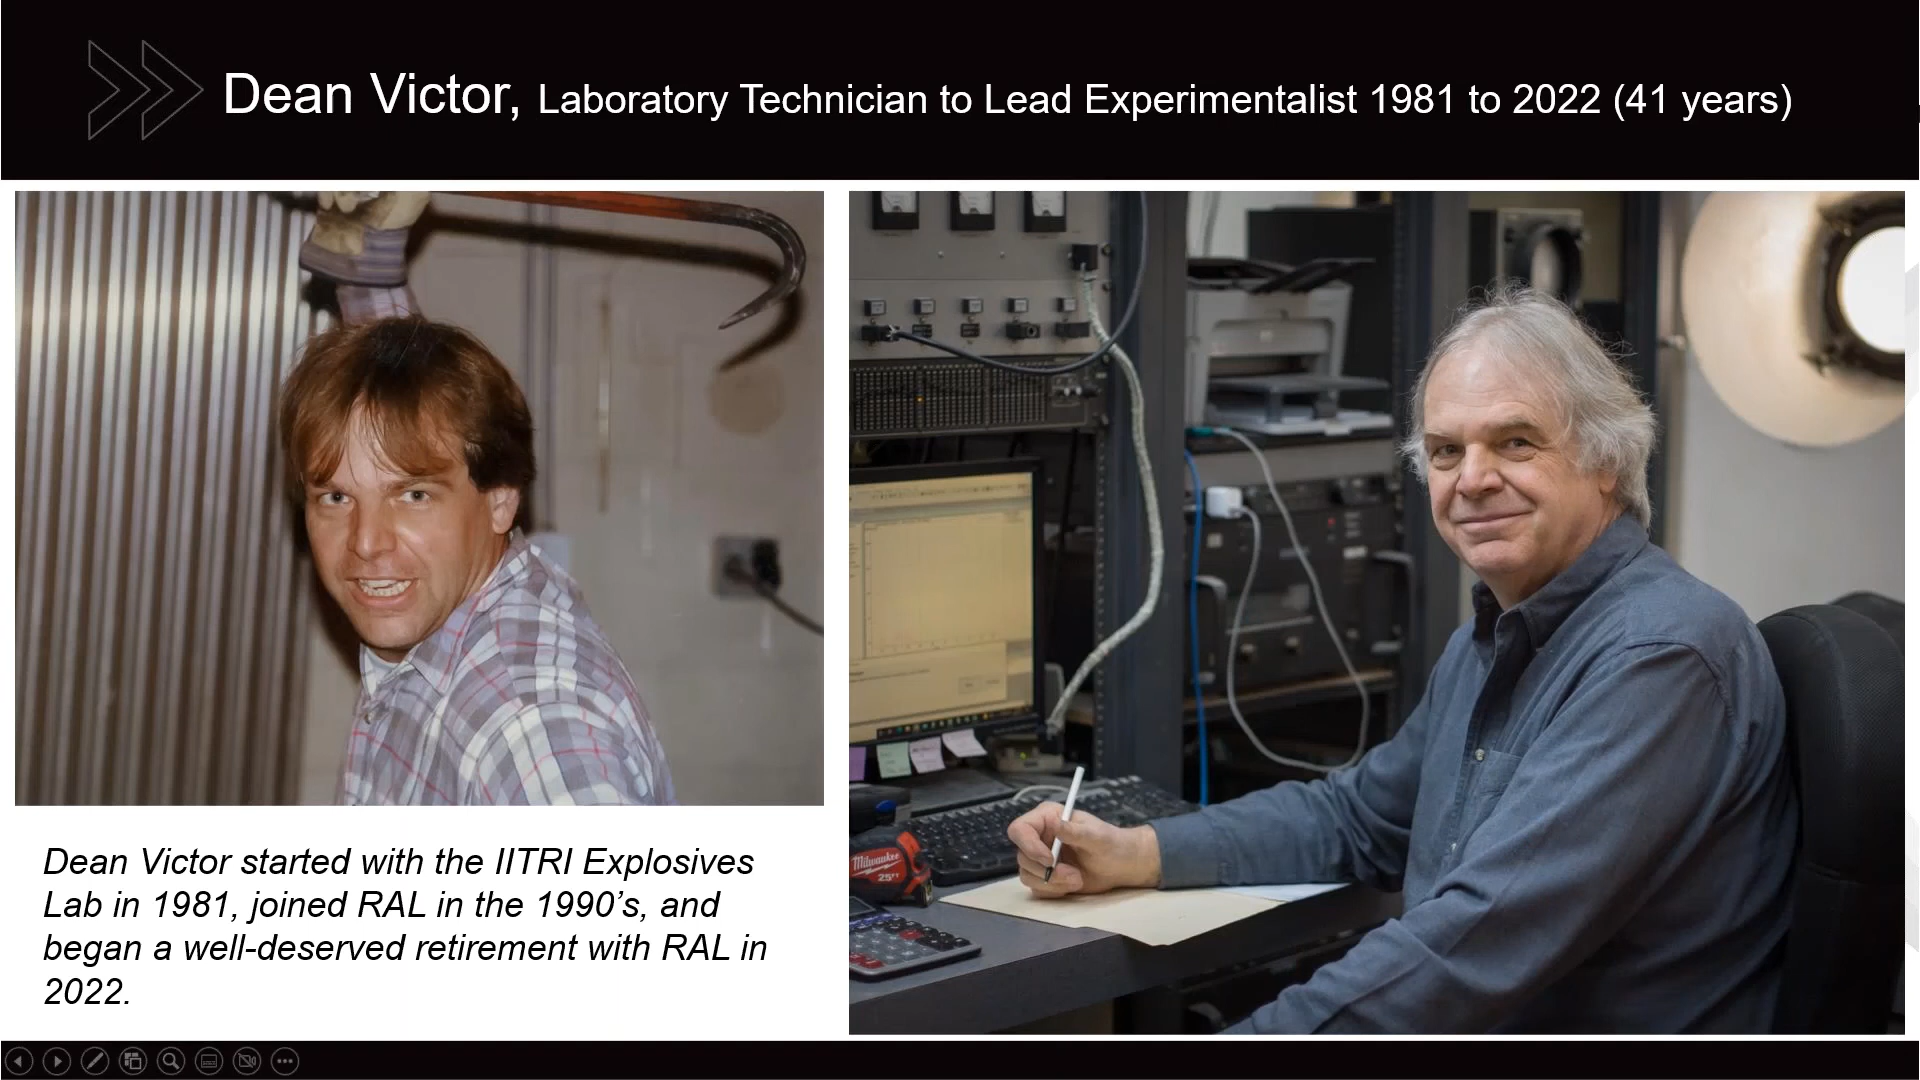 Dean Victor, Laboratory Technician to Lead Experimentalist 1981 to 2022 (41 years)
Dean Victor started with the IITRI Explosives
Lab in 1981, joined RAL in the 1990’s, and
began a well-deserved retirement with RAL in
2022.
Milwaukee
25FT